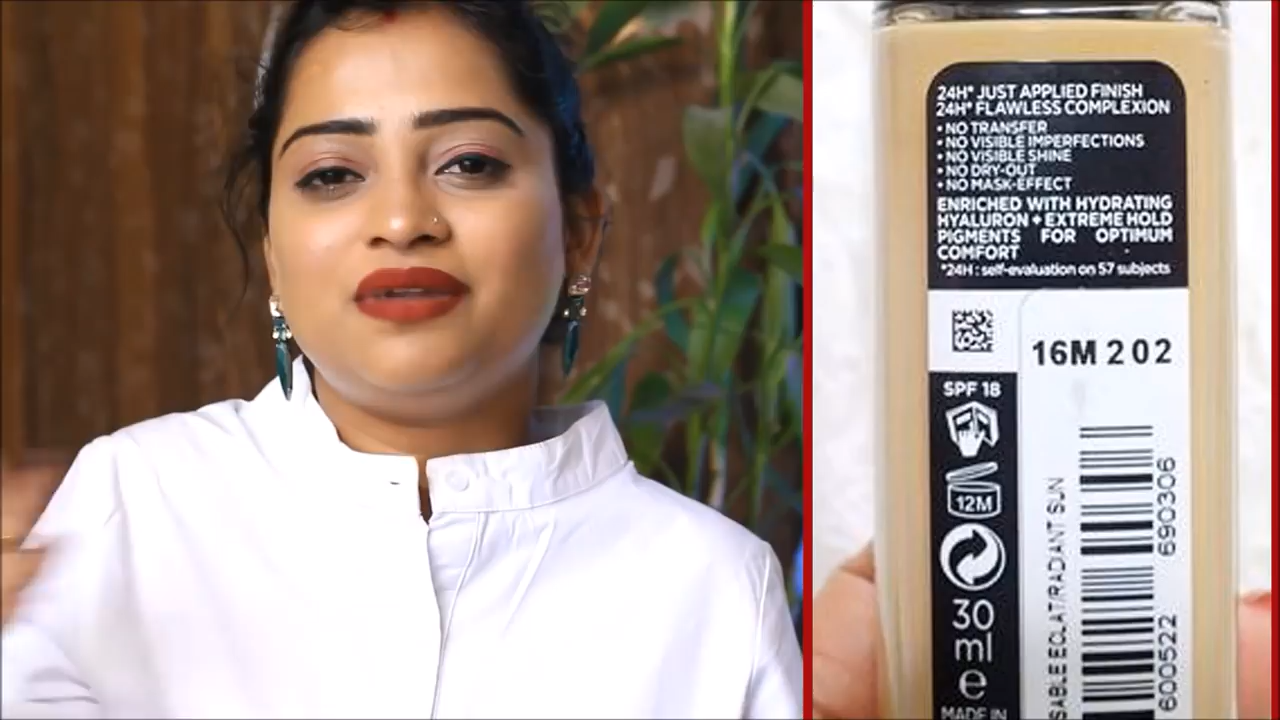 24H* JUST APPLIED FINISH
24H* FLAWLESS COMPLEXION
• NO TRANSFER
• NO VISIBLE IMPERFECTIONS
• NO VISIBLE SHINE
• NO DRY-OUT
• NO MASK-EFFECT
ENRICHED WITH HYDRATING
HYALURON + EXTREME HOLD
PIGMENTS FOR OPTIMUM
COMFORT
*24H : self-evaluation on 57 subjects
16M 202
SPF 18
12M
30
ml
e
MADE IN
SABLE ECLAT/RADIANT SUN
600522 690306